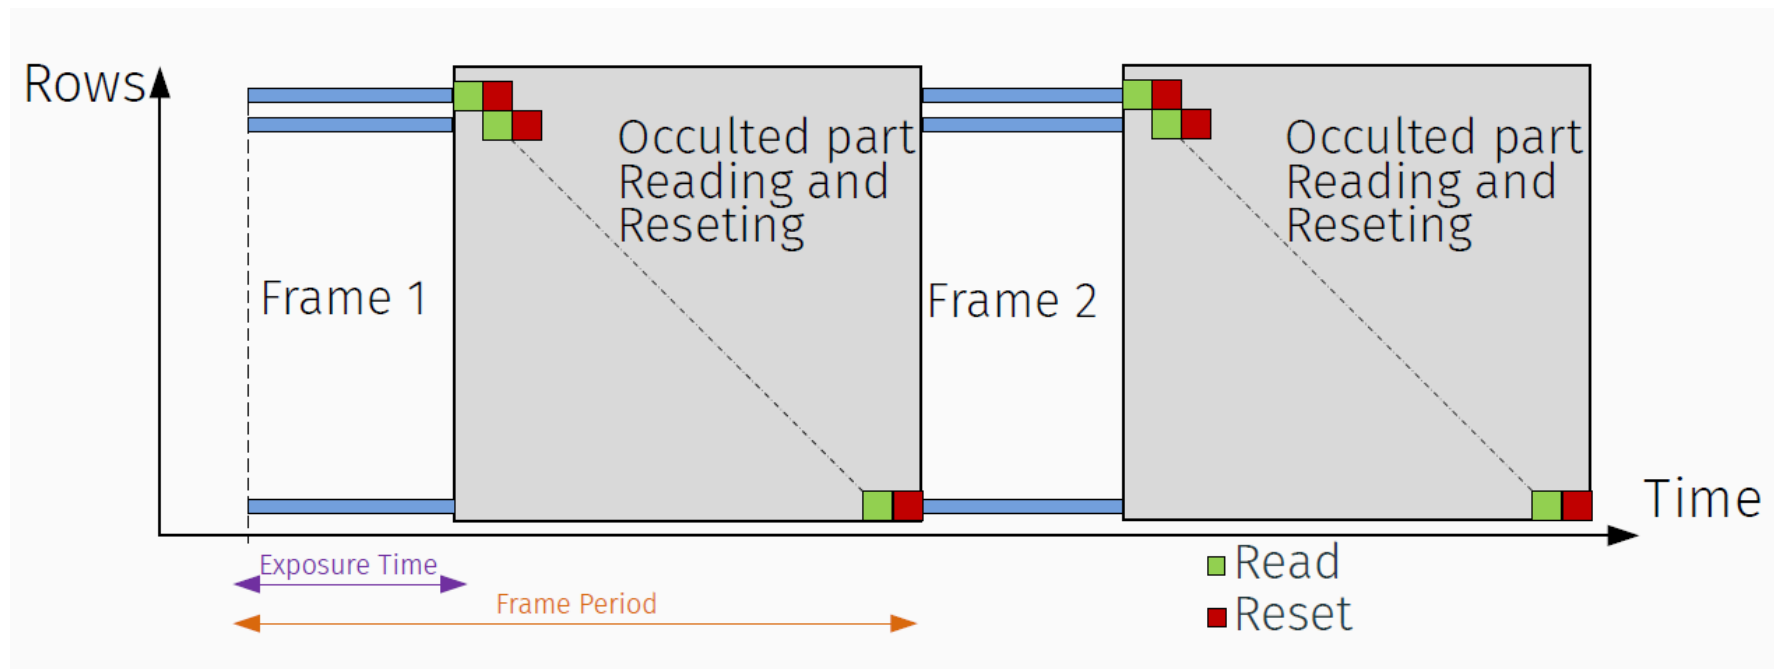 Rows
Occulted part
Reading and
Reseting
Occulted part
Reading and
Reseting
Frame 1
Frame 2
Time
Exposure Time
Frame Period
Read
Reset